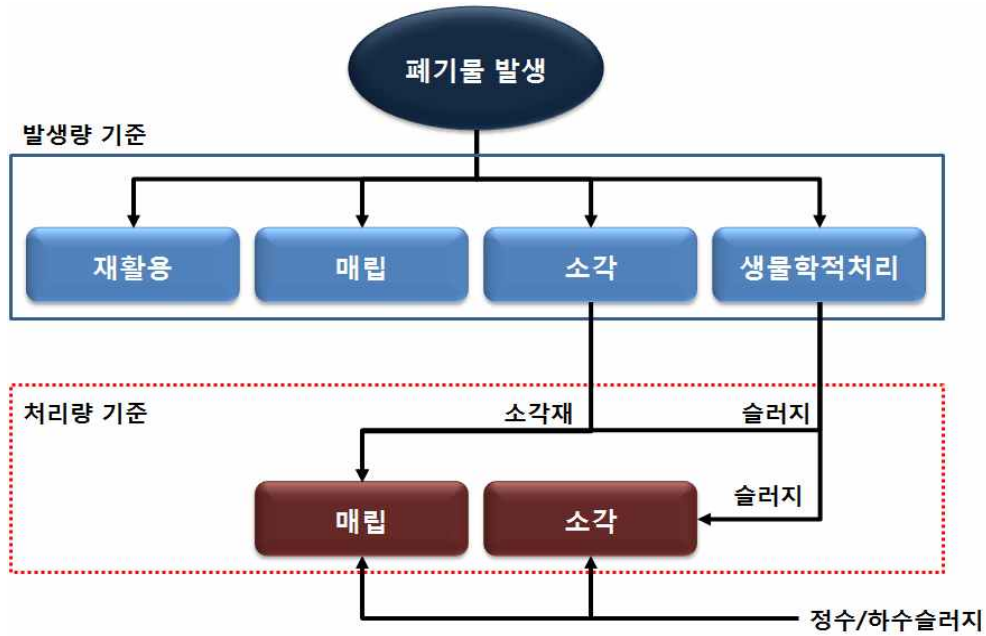 폐기물 발생
발생량 기준
재활용
매립
소각
생물학적처리
처리량 기준
소각재
슬러지
슬러지
매립
소각
정수/하수슬러지